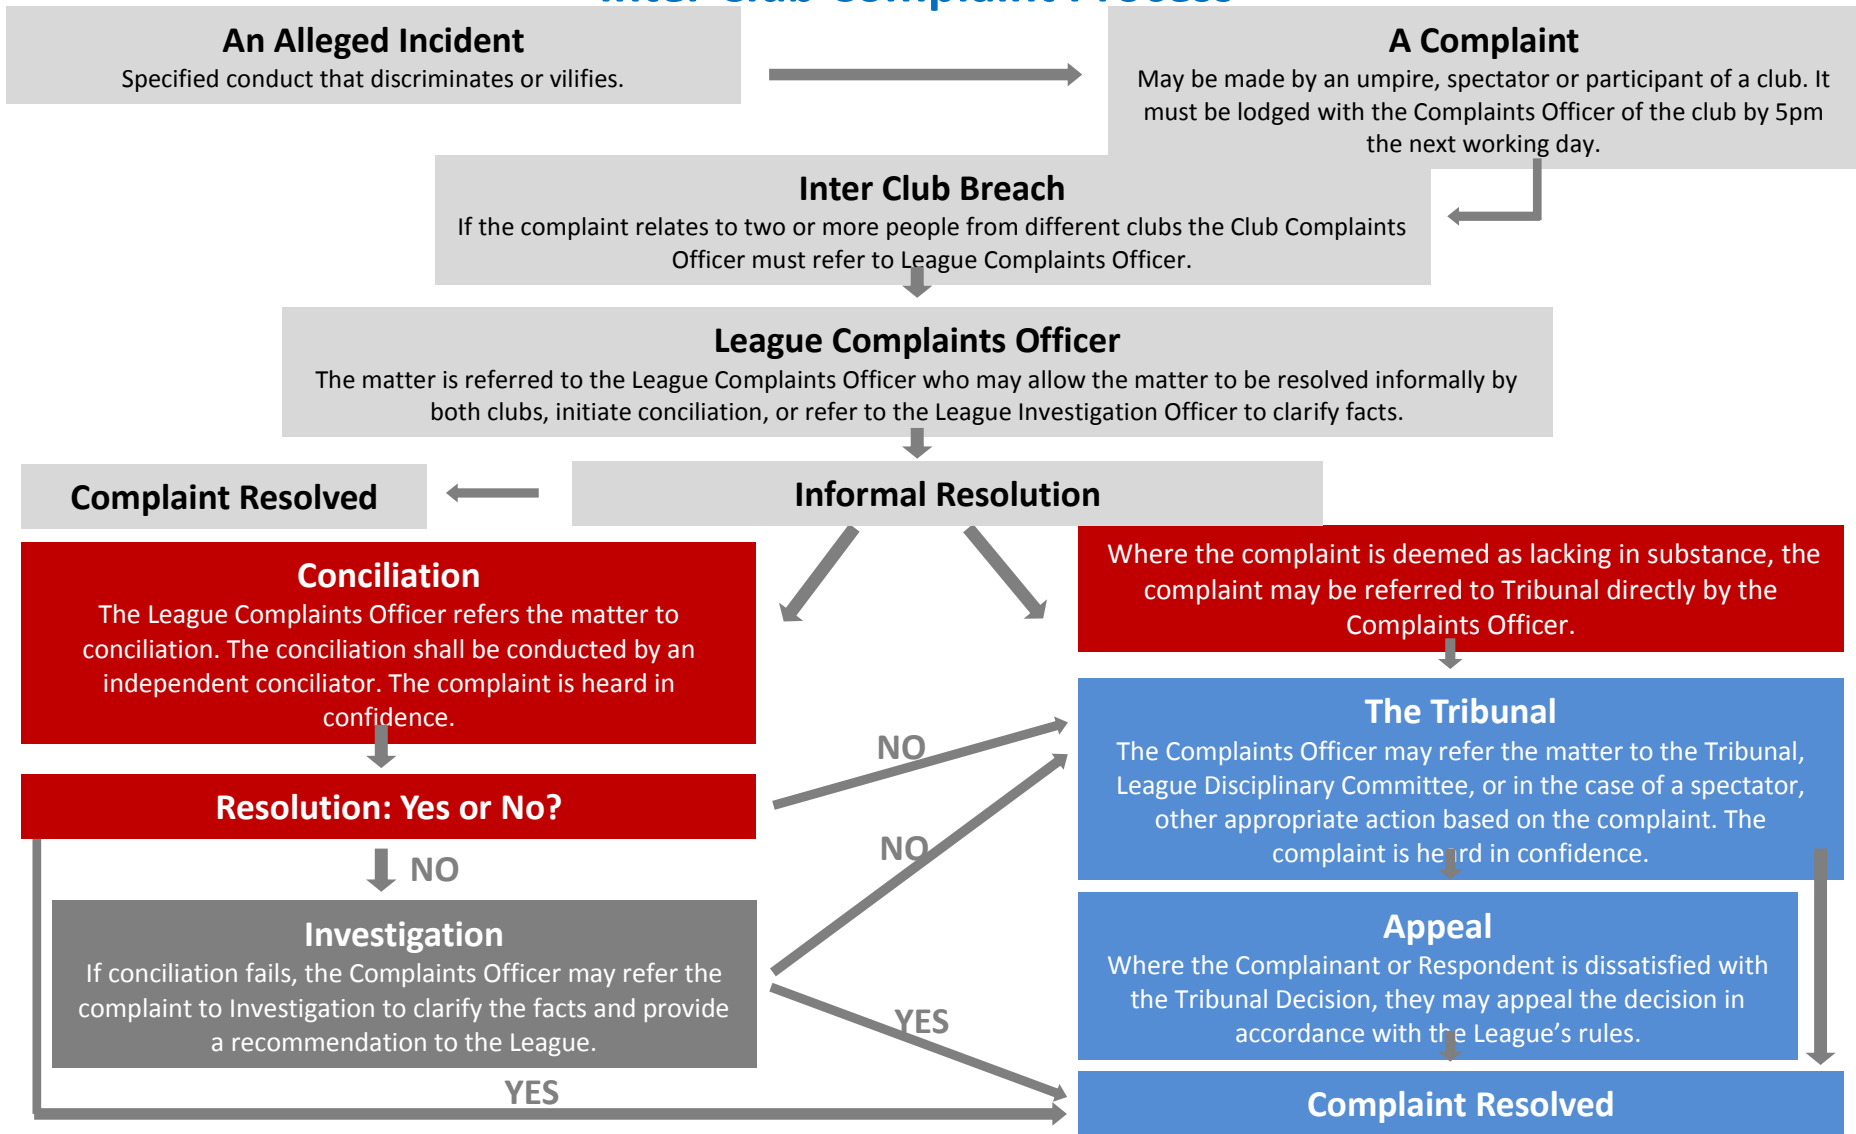 Inter Club Complaint Process
An Alleged Incident
Specified conduct that discriminates or vilifies.
A Complaint
May be made by an umpire, spectator or participant of a club. It
must be lodged with the Complaints Officer of the club by 5pm
the next working day.
Inter Club Breach
If the complaint relates to two or more people from different clubs the Club Complaints
Officer must refer to League Complaints Officer.
League Complaints Officer
The matter is referred to the League Complaints Officer who may allow the matter to be resolved informally by
both clubs, initiate conciliation, or refer to the League Investigation Officer to clarify facts.
Complaint Resolved
Informal Resolution
Conciliation
The League Complaints Officer refers the matter to
conciliation. The conciliation shall be conducted by an
independent conciliator. The complaint is heard in
confidence.
Where the complaint is deemed as lacking in substance, the
complaint may be referred to Tribunal directly by the
Complaints Officer.
The Tribunal
The Complaints Officer may refer the matter to the Tribunal,
League Disciplinary Committee, or in the case of a spectator,
other appropriate action based on the complaint. The
complaint is heard in confidence.
NO
Resolution: Yes or No?
NO
NO
Investigation
If conciliation fails, the Complaints Officer may refer the
complaint to Investigation to clarify the facts and provide
a recommendation to the League.
Appeal
Where the Complainant or Respondent is dissatisfied with
the Tribunal Decision, they may appeal the decision in
accordance with the League's rules.
YES
YES
Complaint Resolved